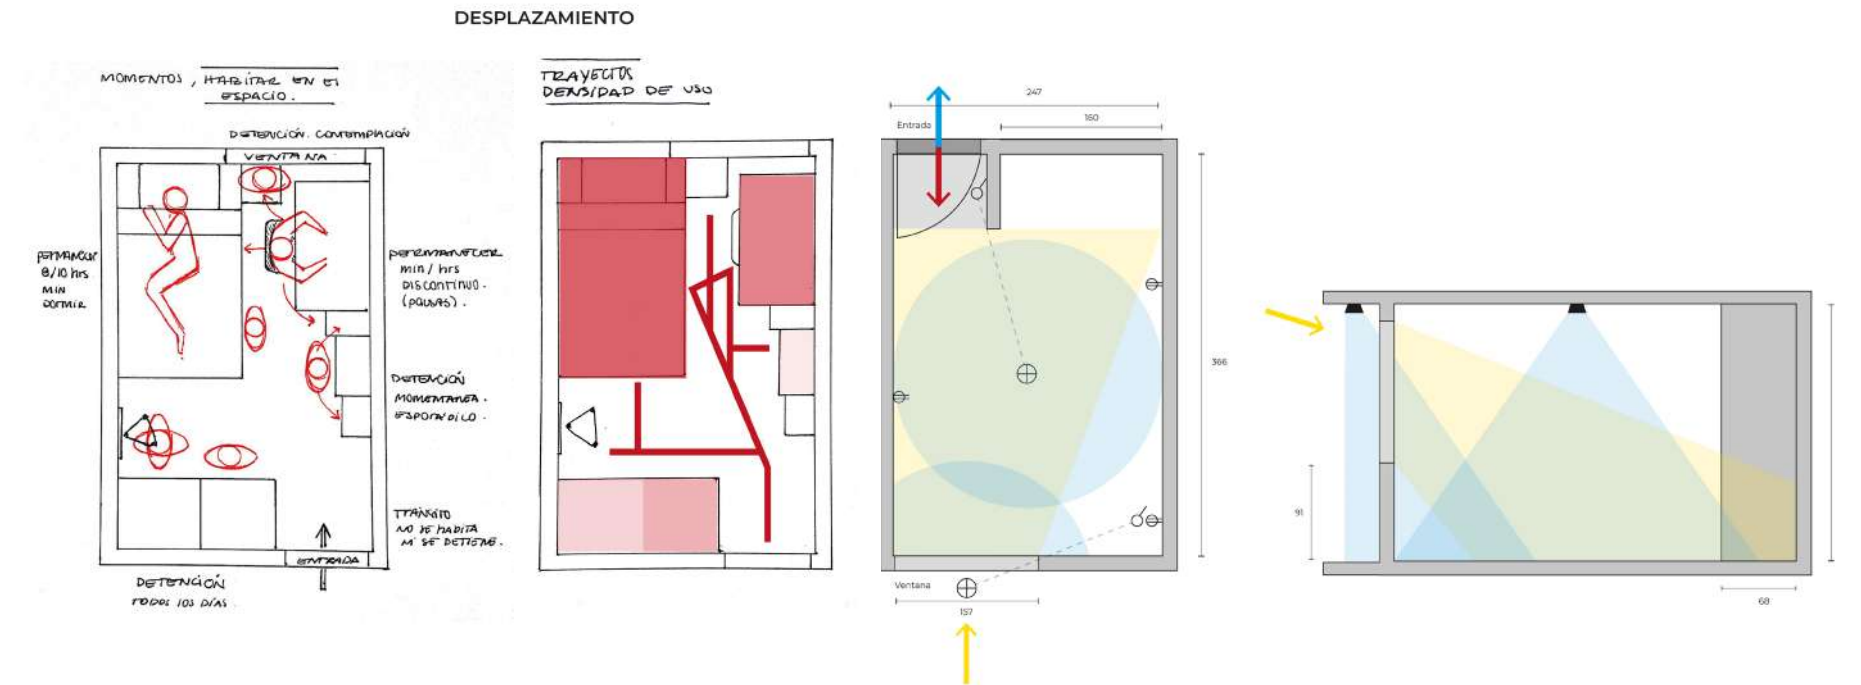 DESPLAZAMIENTO
MOMENTOS, HABITAR EN EL
ESPACIO.
DETENCIÓN. CONTEMPLACIÓN
VENTANA
PERMANECER
8/10 hrs
MIN
DORMIR
PERMANECER
min / hrs
DISCONTINUO.
(PAUSAS).
DETENCIÓN
MOMENTANEA.
ESPORADICO.
TRÁNSITO
NO SE HABITA
NI SE DETIENE.
ENTRADA
DETENCIÓN
TODOS LOS DÍAS.
TRAYECTOS
DENSIDAD DE USO
247
Entrada
160
366
Ventana
157
91
68